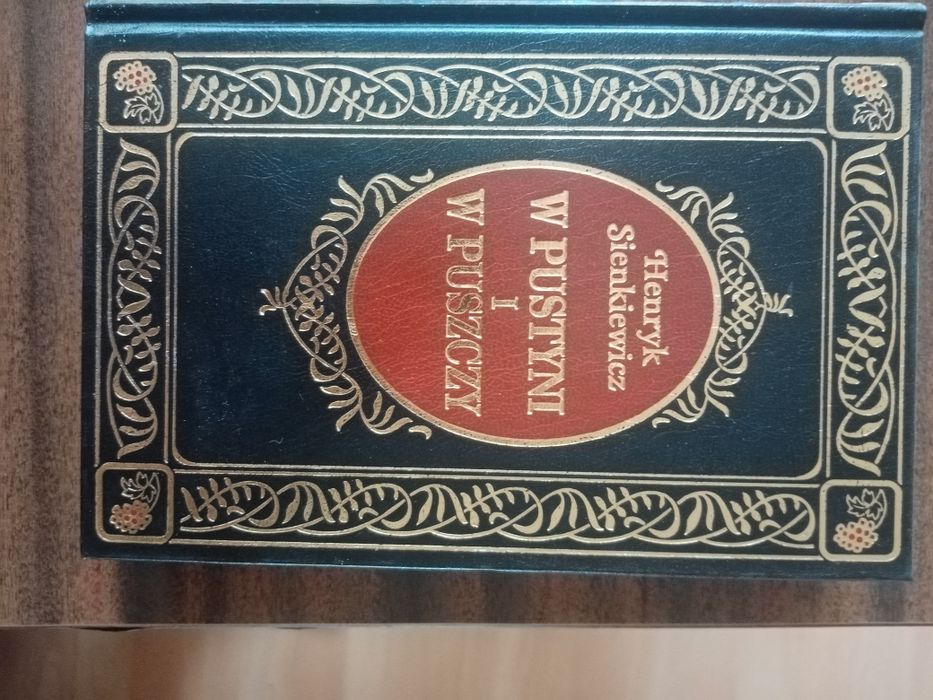 Henryk
Sienkiewicz
W PUSTYNI
I
W PUSZCZY